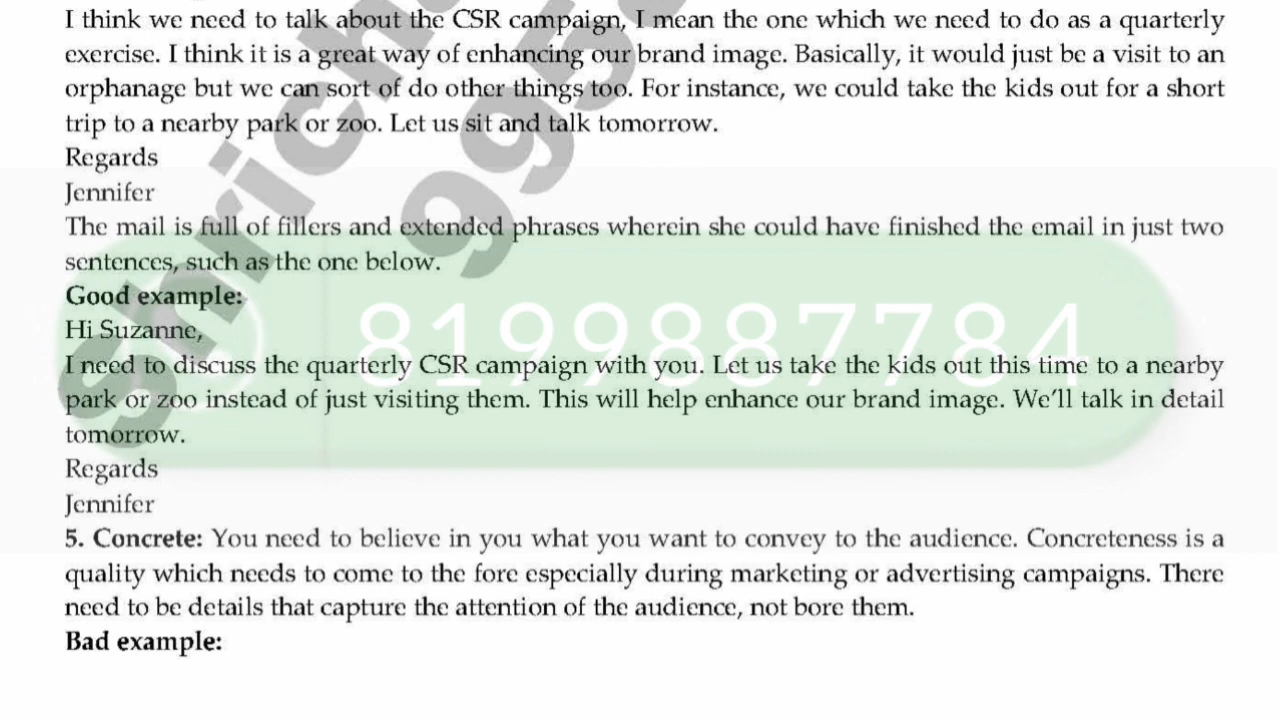 I think we need to talk about the CSR campaign, I mean the one which we need to do as a quarterly
exercise. I think it is a great way of enhancing our brand image. Basically, it would just be a visit to an
orphanage but we can sort of do other things too. For instance, we could take the kids out for a short
trip to a nearby park or zoo. Let us sit and talk tomorrow.
Regards
Jennifer
The mail is full of fillers and extended phrases wherein she could have finished the email in just two
sentences, such as the one below.
Good example:
Hi Suzanne,
8199887784
I need to discuss the quarterly CSR campaign with you. Let us take the kids out this time to a nearby
park or zoo instead of just visiting them. This will help enhance our brand image. We'll talk in detail
tomorrow.
Regards
Jennifer
5. Concrete: You need to believe in you what you want to convey to the audience. Concreteness is a
quality which needs to come to the fore especially during marketing or advertising campaigns. There
need to be details that capture the attention of the audience, not bore them.
Bad example: